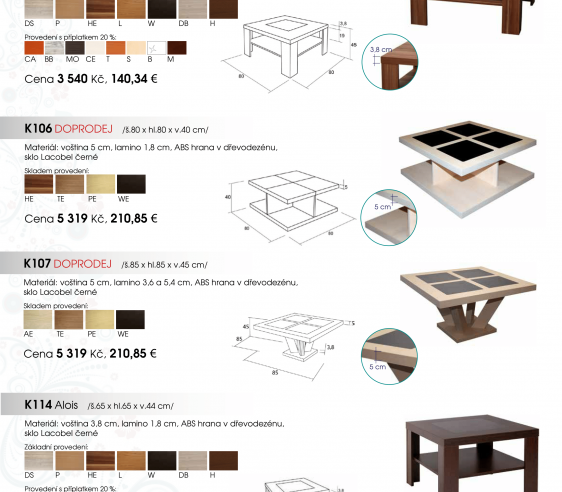 DS P HE L W DB H
Provedení s příplatkem 20 %:
CA BB MO CE T S B M
Cena 3 540 Kč, 140,34 €
3,8
15
45
80
80
3,8 cm
K106 DOPRODEJ /š.80 x hl.80 x v.40 cm/
Materiál: voština 5 cm, lamino 1,8 cm, ABS hrana v dřevodezénu,
sklo Lacobel černé
Skladem provedení:
HE TE PE WE
Cena 5 319 Kč, 210,85 €
40
5
80
80
5 cm
K107 DOPRODEJ /š.85 x hl.85 x v.45 cm/
Materiál: voština 5 cm, lamino 3,6 a 5,4 cm, ABS hrana v dřevodezénu,
sklo Lacobel černé
Skladem provedení:
AE TE PE WE
Cena 5 319 Kč, 210,85 €
45
5
85
3,8
85
5 cm
K114 Alois /š.65 x hl.65 x v.44 cm/
Materiál: voština 3,8 cm, lamino 1,8 cm, ABS hrana v dřevodezénu,
sklo Lacobel černé
Základní provedení:
DS P HE L W DB H
Provedení s příplatkem 20 %:
3,8